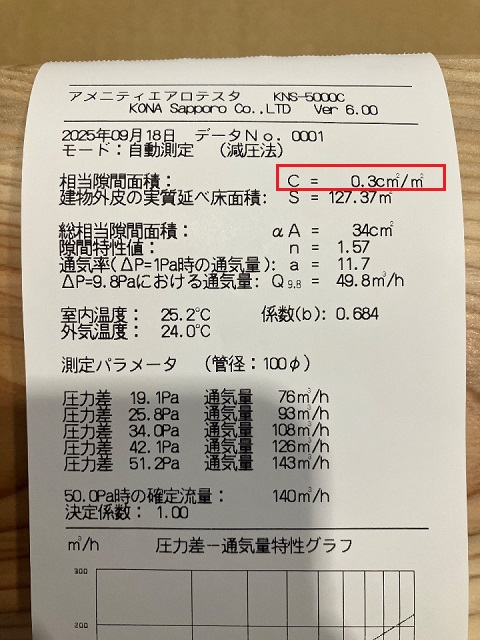 アメニティエアロテスタ KNS-5000C
KONA Sapporo Co.,LTD Ver 6.00
2025年09月18日 データNo. 0001
モード：自動測定 （減圧法）
相当隙間面積： C = 0.3c㎡/㎡
建物外皮の実質延べ床面積： S = 127.37㎡
総相当隙間面積： αA = 34c㎡
隙間特性値： n = 1.57
通気率(ΔP=1Pa時の通気量)： a = 11.7
ΔP=9.8Paにおける通気量： Q9.8 = 49.8㎥/h
室内温度： 25.2℃ 係数(b)： 0.684
外気温度： 24.0℃
測定パラメータ （管径：100φ）
圧力差 19.1Pa 通気量 76㎥/h
圧力差 25.8Pa 通気量 93㎥/h
圧力差 34.0Pa 通気量 108㎥/h
圧力差 42.1Pa 通気量 126㎥/h
圧力差 51.2Pa 通気量 143㎥/h
50.0Pa時の確定流量： 140㎥/h
決定係数： 1.00
㎥/h 圧力差－通気量特性グラフ
300
200